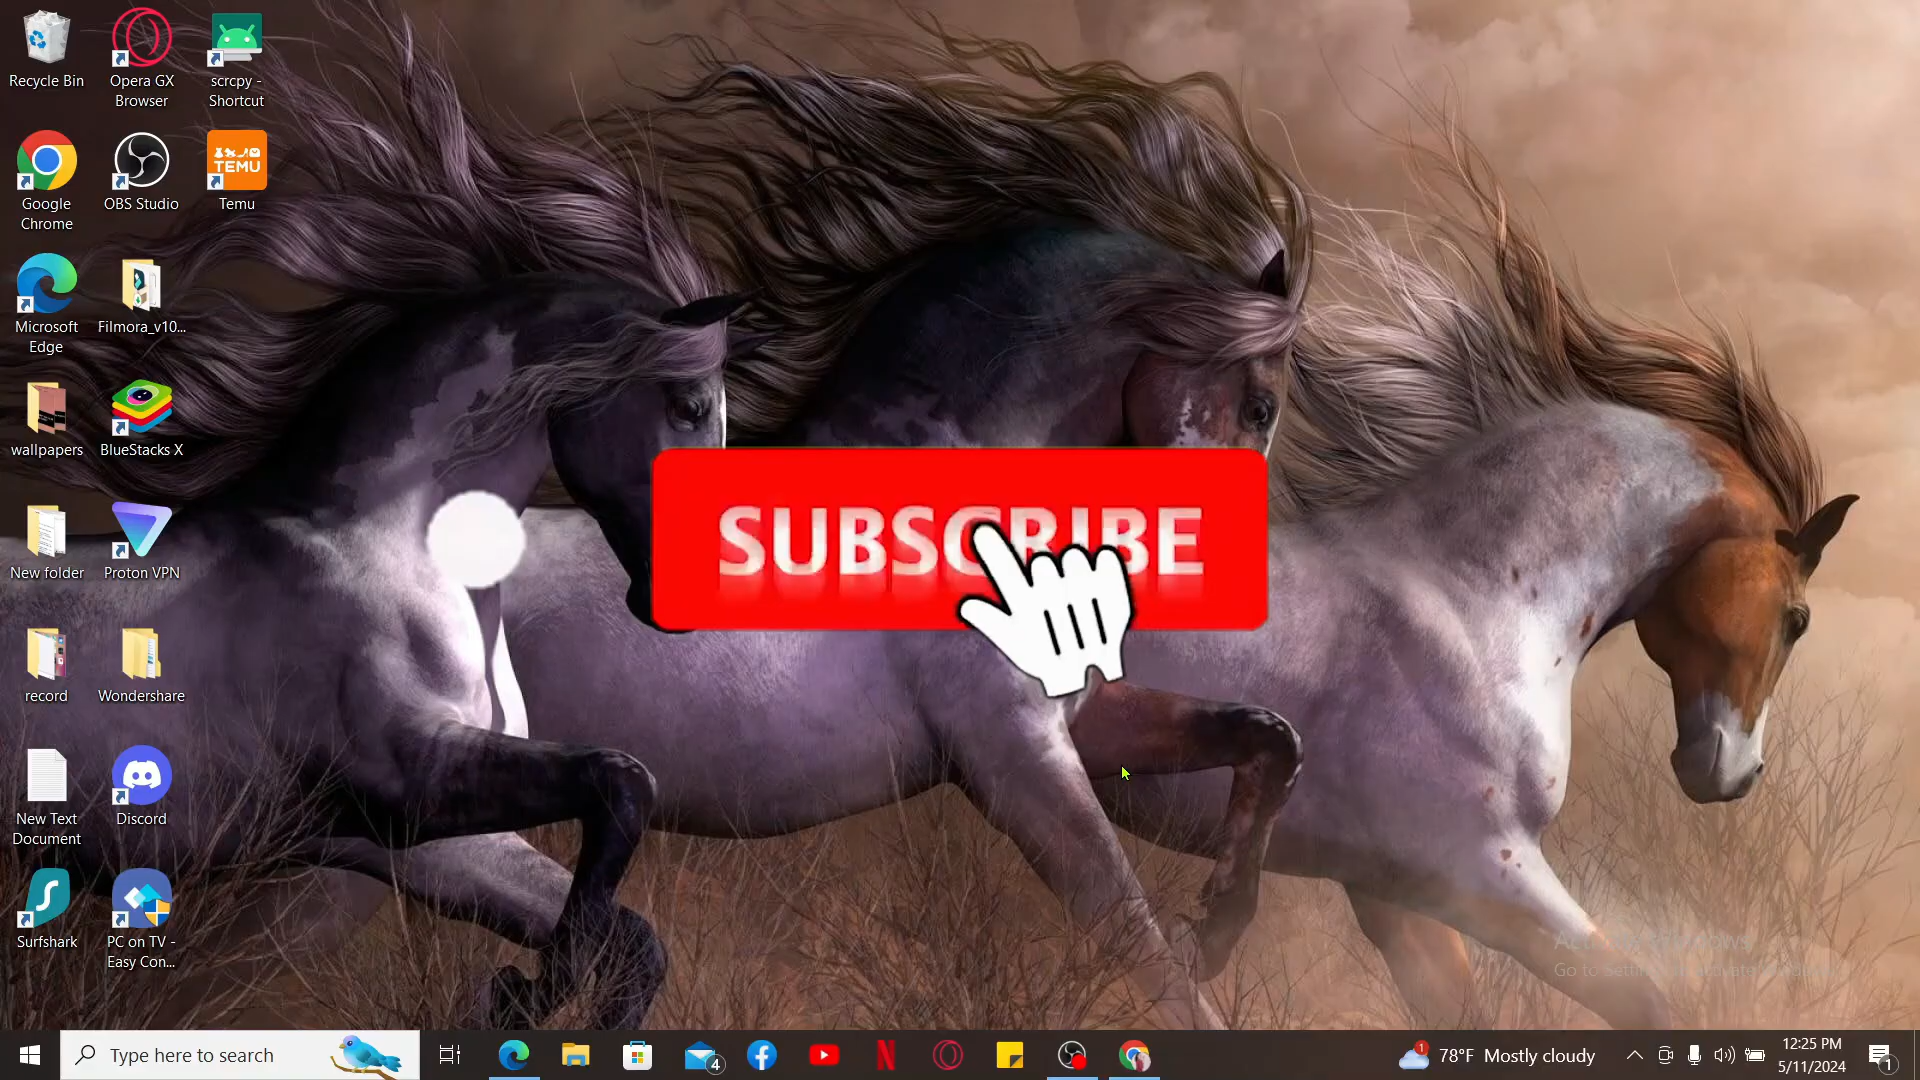 Recycle Bin
Opera GX
Browser
scrcpy -
Shortcut
Google
Chrome
OBS Studio
TEMU
Temu
Microsoft
Edge
Filmora_v10...
wallpapers
BlueStacks X
New folder
Proton VPN
SUBSCRIBE
record
Wondershare
New Text
Document
Discord
Surfshark
PC on TV -
Easy Con...
Type here to search
4
1
78°F Mostly cloudy
12:25 PM
5/11/2024
1